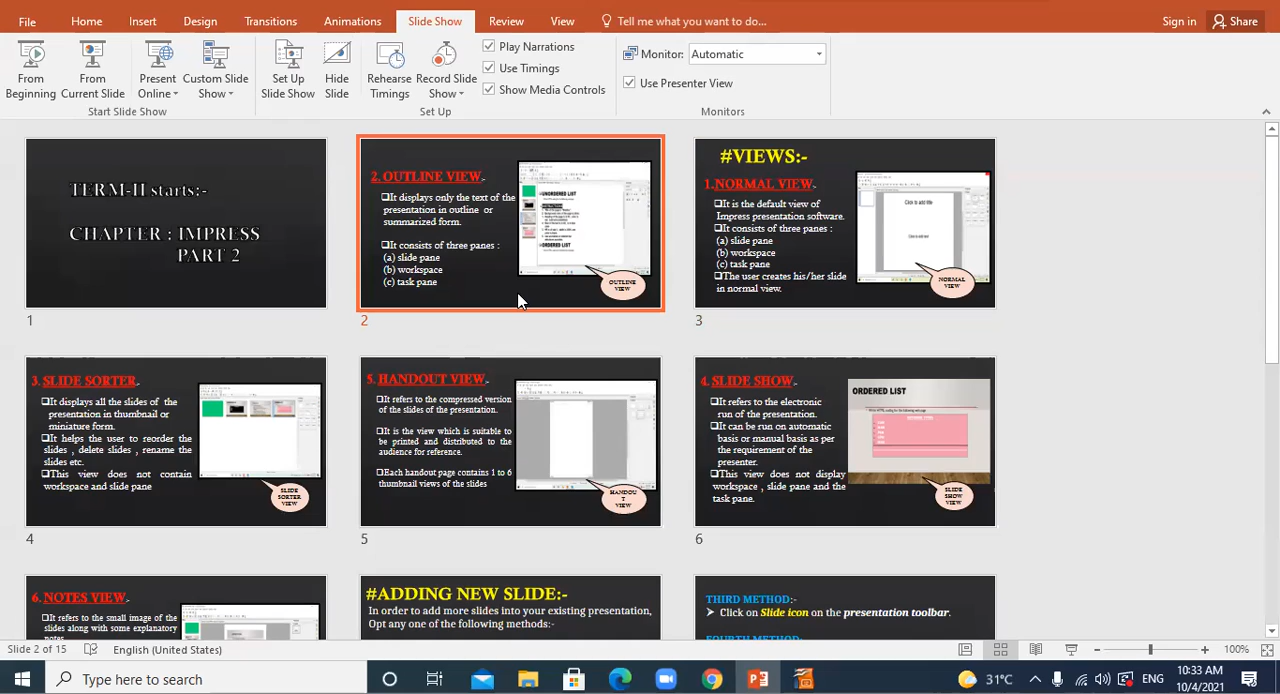 File Home Insert Design Transitions Animations Slide Show Review View Tell me what you want to do... Sign in Share
From Beginning
From Current Slide
Present Online
Custom Slide Show
Set Up Slide Show
Hide Slide
Rehearse Timings
Record Slide Show
Play Narrations
Use Timings
Show Media Controls
Monitor: Automatic
Use Presenter View
Start Slide Show Set Up Monitors
TERM-II starts:-
CHAPTER : IMPRESS
PART 2
1
2. OUTLINE VIEW-
It displays only the text of the
presentation in outline or
summarized form.
It consists of three panes :
(a) slide pane
(b) workspace
(c) task pane
UNORDERED LIST
ORDERED LIST
OUTLINE
VIEW
2
#VIEWS:-
1.NORMAL VIEW-
It is the default view of
Impress presentation software.
It consists of three panes :
(a) slide pane
(b) workspace
(c) task pane
The user creates his/her slide
in normal view.
Click to add title
Click to add text
NORMAL
VIEW
3
3. SLIDE SORTER-
It displays all the slides of the
presentation in thumbnail or
miniature form.
It helps the user to reorder the
slides , delete slides , rename the
slides etc.
This view does not contain
workspace and slide pane
SLIDE
SORTER
VIEW
4
5. HANDOUT VIEW-
It refers to the compressed version
of the slides of the presentation.
It is the view which is suitable to
be printed and distributed to the
audience for reference.
Each handout page contains 1 to 6
thumbnail views of the slides
HANDOU
T
VIEW
5
4. SLIDE SHOW-
It refers to the electronic
run of the presentation.
It can be run on automatic
basis or manual basis as per
the requirement of the
presenter.
This view does not display
workspace , slide pane and the
task pane.
ORDERED LIST
SLIDE
SHOW
VIEW
6
6. NOTES VIEW-
It refers to the small image of the
slides along with some explanatory
notes
#ADDING NEW SLIDE:-
In order to add more slides into your existing presentation,
Opt any one of the following methods:-
THIRD METHOD:-
Click on Slide icon on the presentation toolbar.
FOURTH METHOD:-
Slide 2 of 15 English (United States) 100%
Type here to search 31°C ENG 10:33 AM
10/4/2021